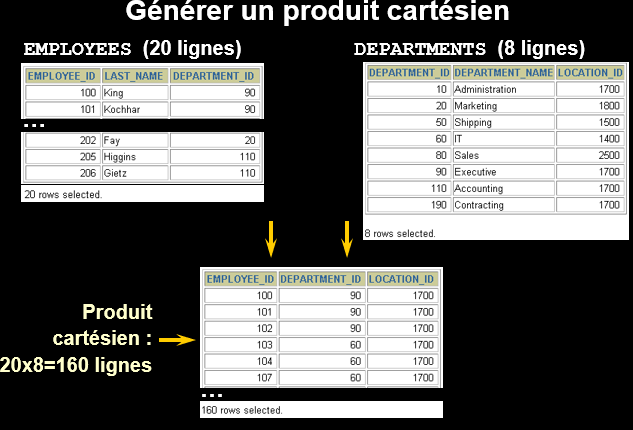 Générer un produit cartésien
EMPLOYEES (20 lignes)
EMPLOYEE_ID LAST_NAME DEPARTMENT_ID
100 King 90
101 Kochhar 90
...
202 Fay 20
205 Higgins 110
206 Gietz 110
20 rows selected.
DEPARTMENTS (8 lignes)
DEPARTMENT_ID DEPARTMENT_NAME LOCATION_ID
10 Administration 1700
20 Marketing 1800
50 Shipping 1500
60 IT 1400
80 Sales 2500
90 Executive 1700
110 Accounting 1700
190 Contracting 1700
8 rows selected.
Produit
cartésien :
20x8=160 lignes
EMPLOYEE_ID DEPARTMENT_ID LOCATION_ID
100 90 1700
101 90 1700
102 90 1700
103 60 1700
104 60 1700
107 60 1700
...
160 rows selected.